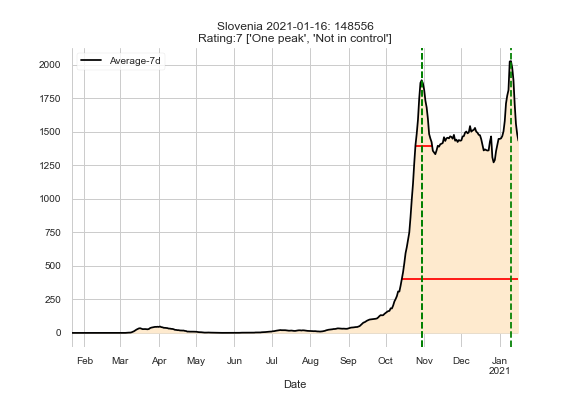 Slovenia 2021-01-16: 148556
Rating:7 ['One peak', 'Not in control']
Average-7d
2000
1750
1500
1250
1000
750
500
250
0
Feb Mar Apr May Jun Jul Aug Sep Oct Nov Dec Jan
2021
Date